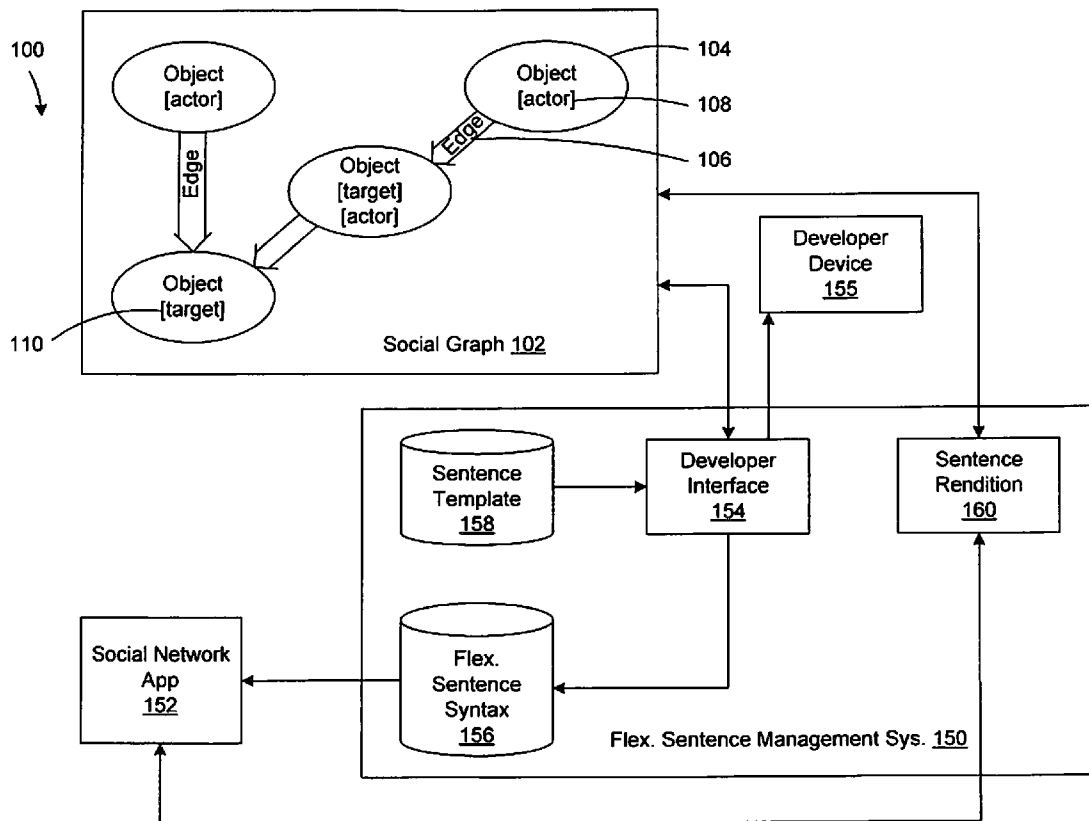 100
Object
[actor]
Edge
Object
[actor]
104
108
Edge
106
Object
[target]
[actor]
Object
[target]
110
Social Graph 102
Developer
Device
155
Sentence
Template
158
Developer
Interface
154
Sentence
Rendition
160
Social Network
App
152
Flex.
Sentence
Syntax
156
Flex. Sentence Management Sys. 150